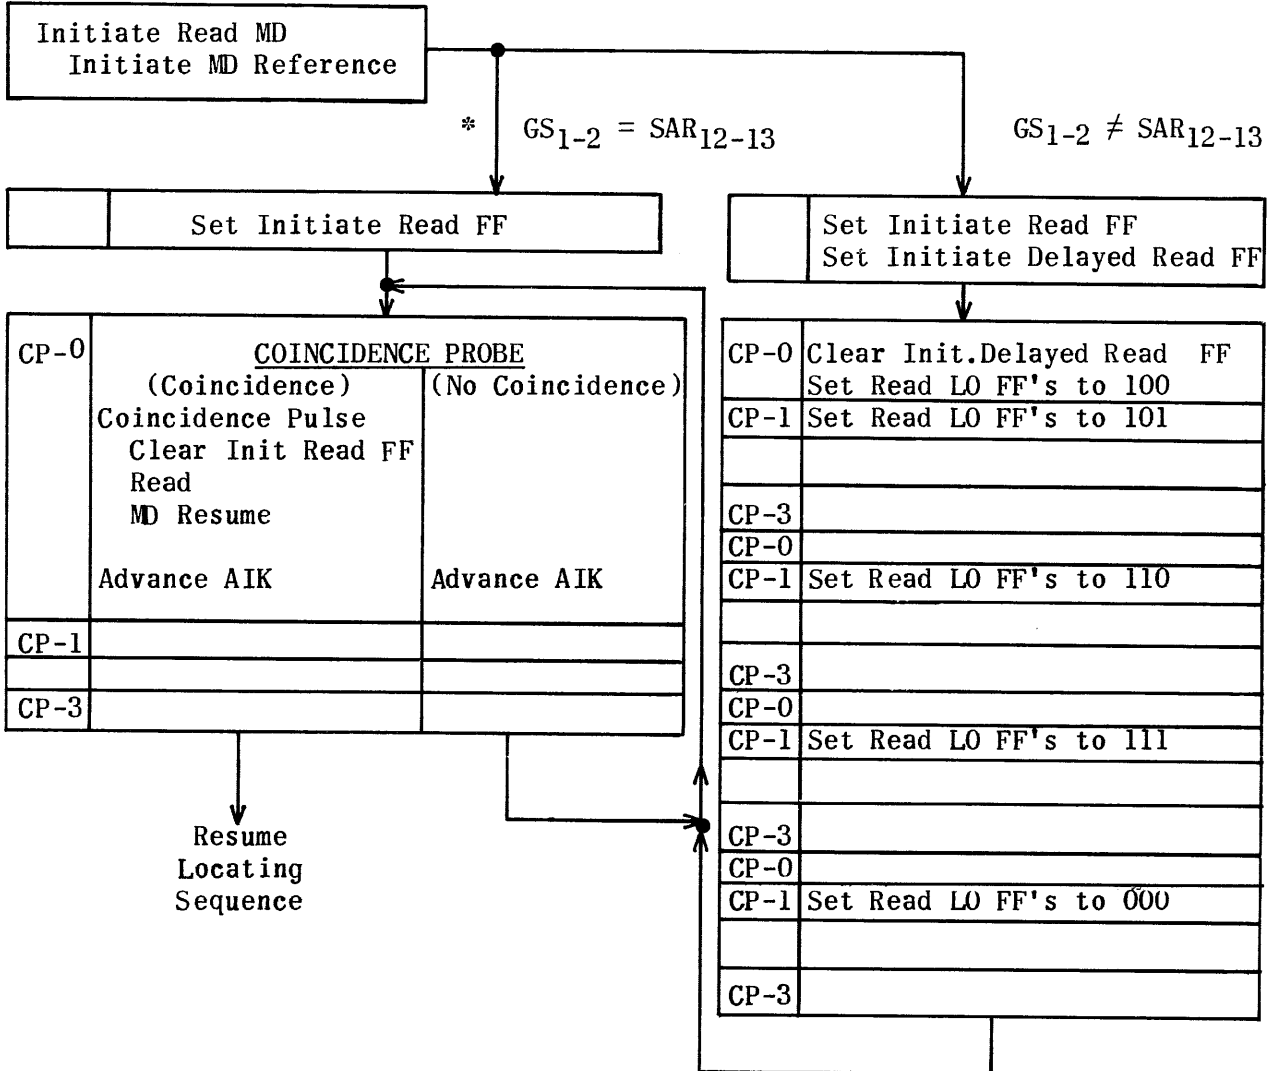 Initiate Read MD
Initiate MD Reference
* GS1-2 = SAR12-13
GS1-2 ≠ SAR12-13
Set Initiate Read FF
Set Initiate Read FF
Set Initiate Delayed Read FF
CP-0 COINCIDENCE PROBE
(Coincidence) (No Coincidence)
Coincidence Pulse
Clear Init Read FF
Read
MD Resume
Advance AIK Advance AIK
CP-1
CP-3
Resume
Locating
Sequence
CP-0 Clear Init.Delayed Read FF
Set Read LO FF's to 100
CP-1 Set Read LO FF's to 101
CP-3
CP-0
CP-1 Set Read LO FF's to 110
CP-3
CP-0
CP-1 Set Read LO FF's to 111
CP-3
CP-0
CP-1 Set Read LO FF's to 000
CP-3